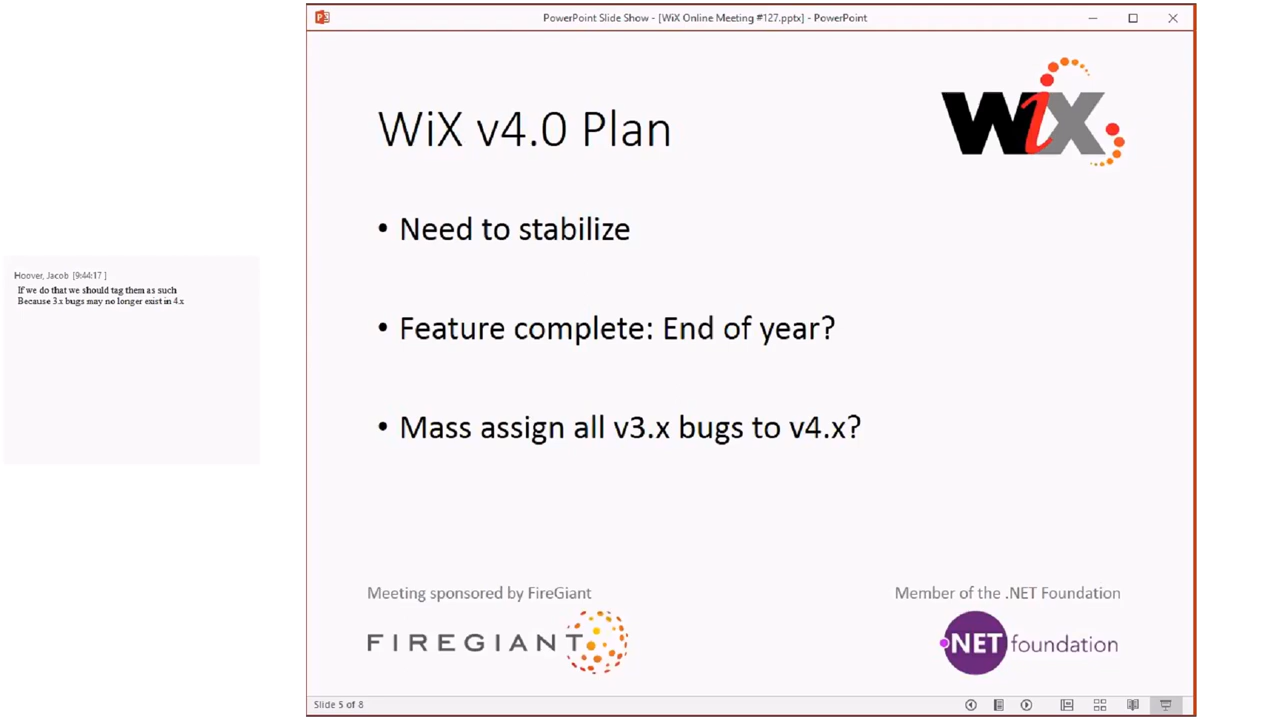 PowerPoint Slide Show - [WiX Online Meeting #127.pptx] - PowerPoint
WiX
WiX v4.0 Plan
• Need to stabilize
Hoover, Jacob [9:44:17 ]
If we do that we should tag them as such
Because 3.x bugs may no longer exist in 4.x
• Feature complete: End of year?
• Mass assign all v3.x bugs to v4.x?
Meeting sponsored by FireGiant
Member of the .NET Foundation
FIREGIANT
.NET foundation
Slide 5 of 8